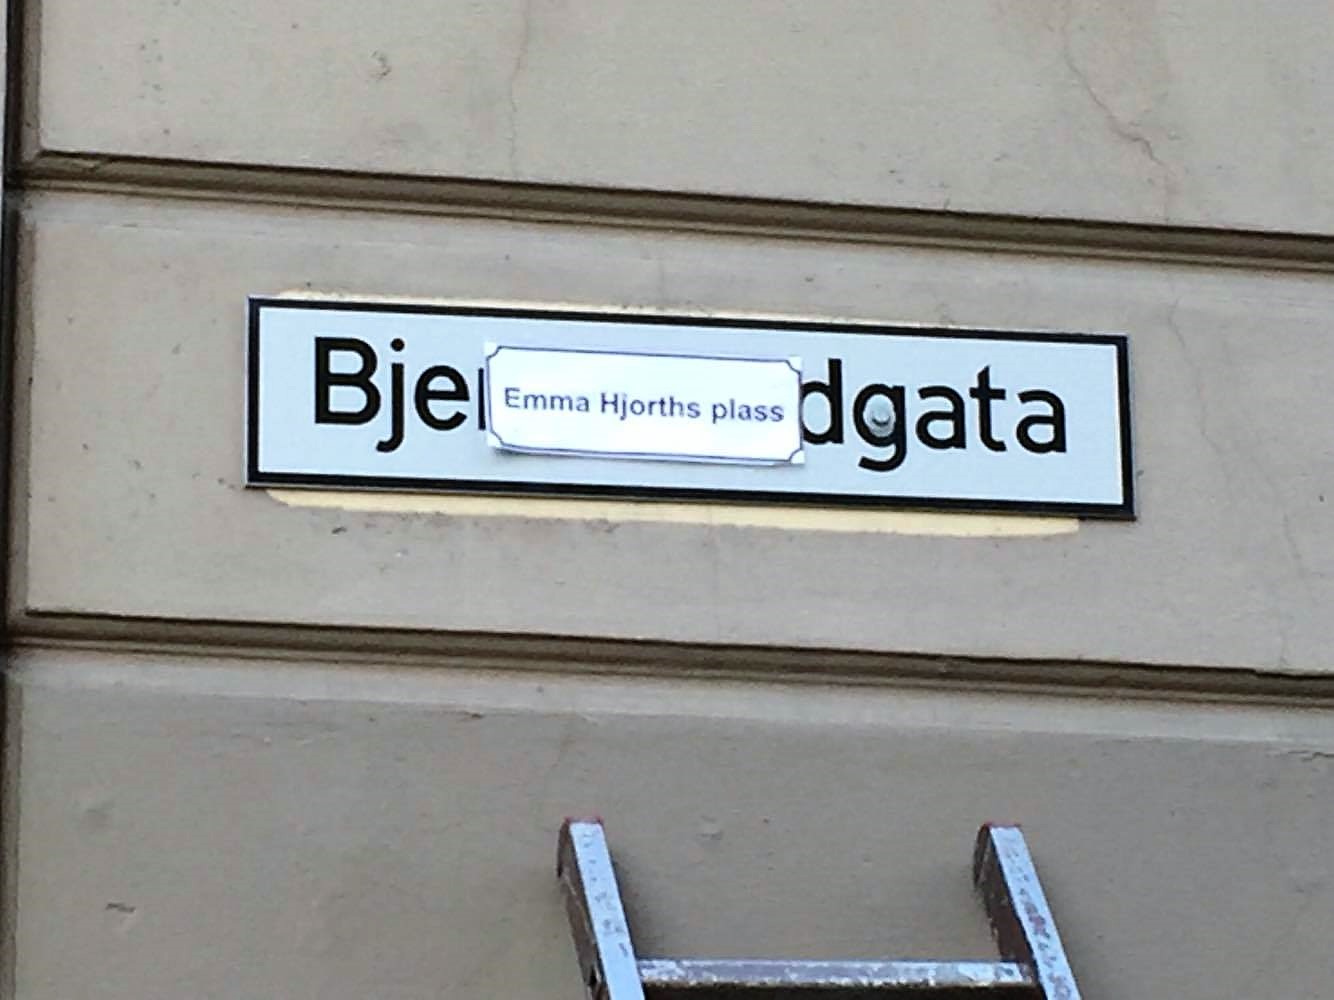 Bje dgata
Emma Hjorths plass